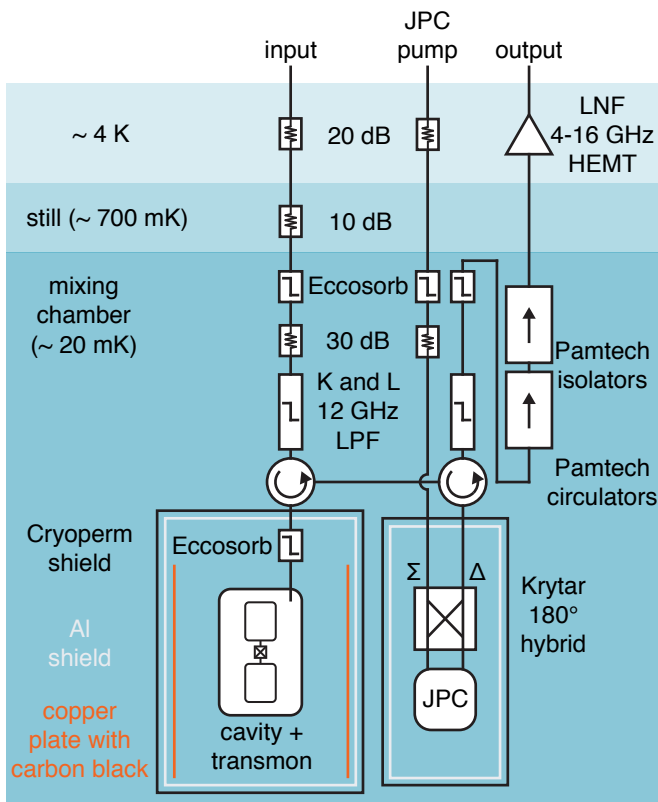 input
JPC
pump
output
~ 4 K
20 dB
LNF
4-16 GHz
HEMT
still (~ 700 mK)
10 dB
mixing
chamber
(~ 20 mK)
Eccosorb
30 dB
K and L
12 GHz
LPF
Pamtech
isolators
Pamtech
circulators
Cryoperm
shield
Eccosorb
Σ
Δ
Krytar
180°
hybrid
Al
shield
JPC
copper
plate with
carbon black
cavity +
transmon